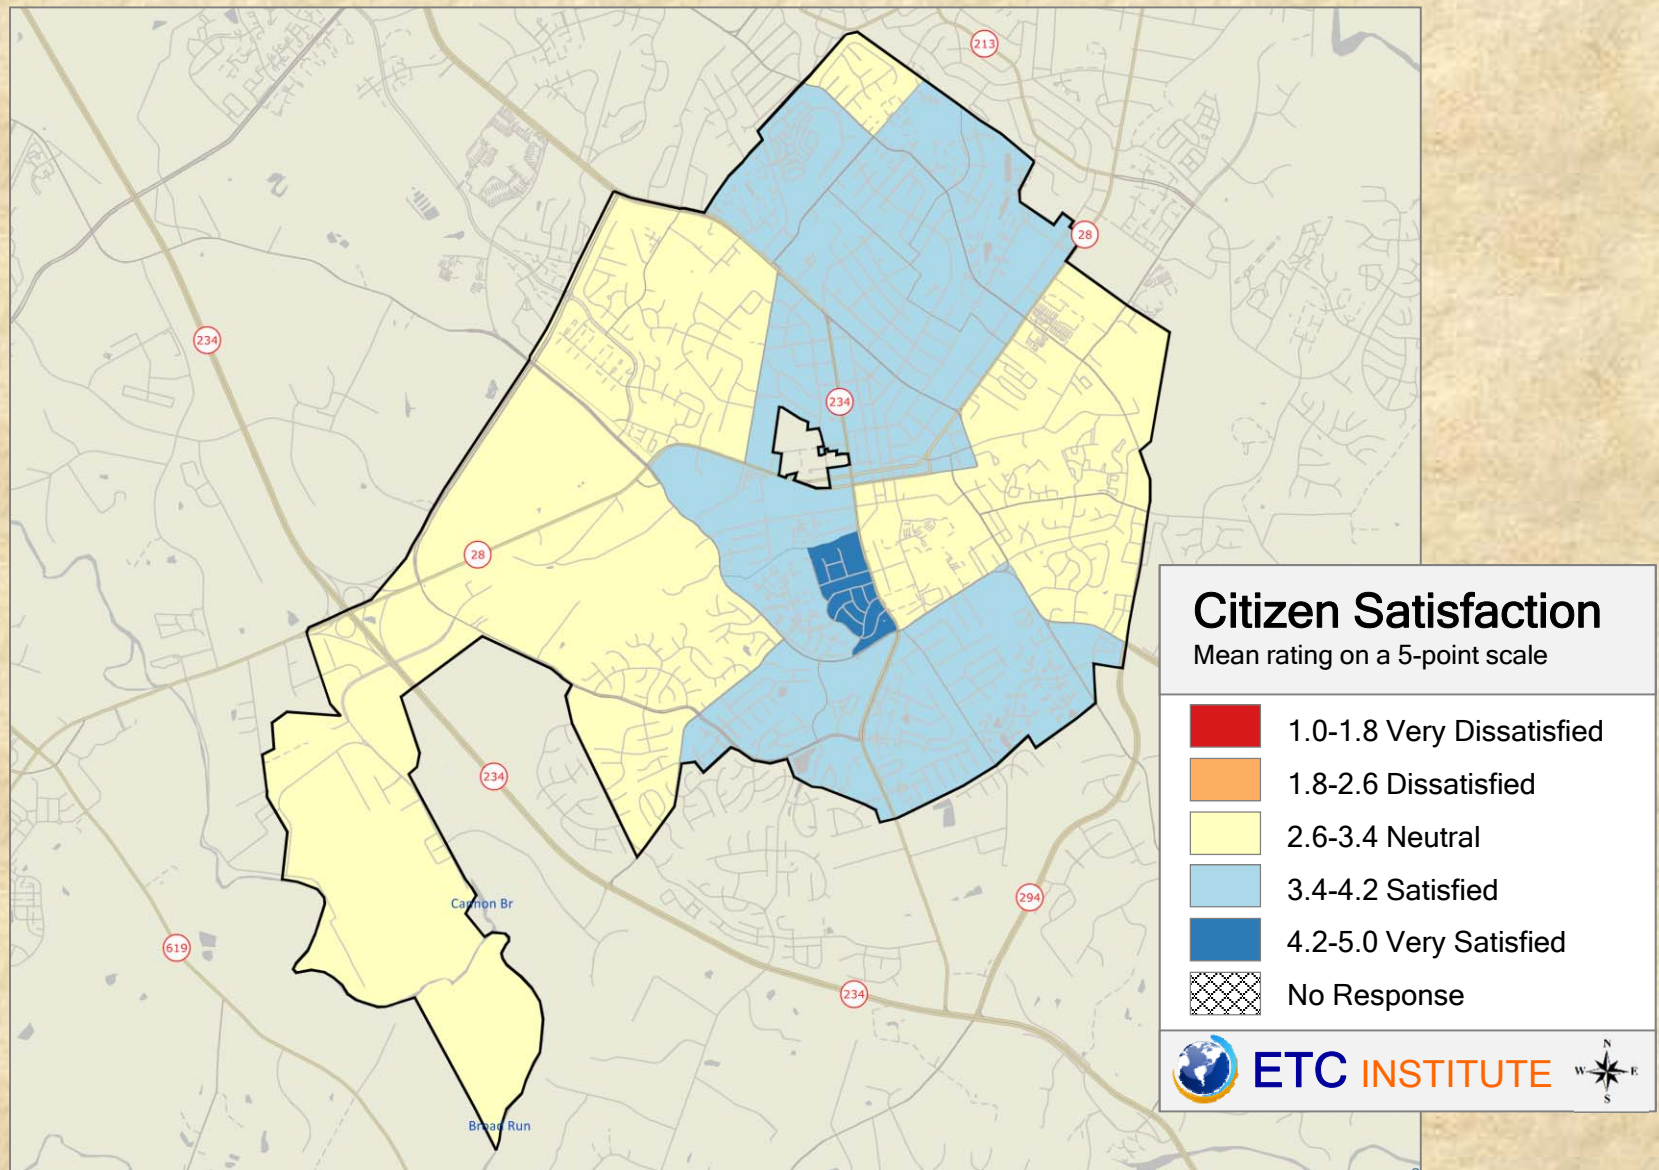 213
28
234
234
28
Citizen Satisfaction
Mean rating on a 5-point scale
1.0-1.8 Very Dissatisfied
1.8-2.6 Dissatisfied
2.6-3.4 Neutral
3.4-4.2 Satisfied
4.2-5.0 Very Satisfied
No Response
ETC INSTITUTE
N
W E
S
234
294
Cannon Br
619
234
Broad Run